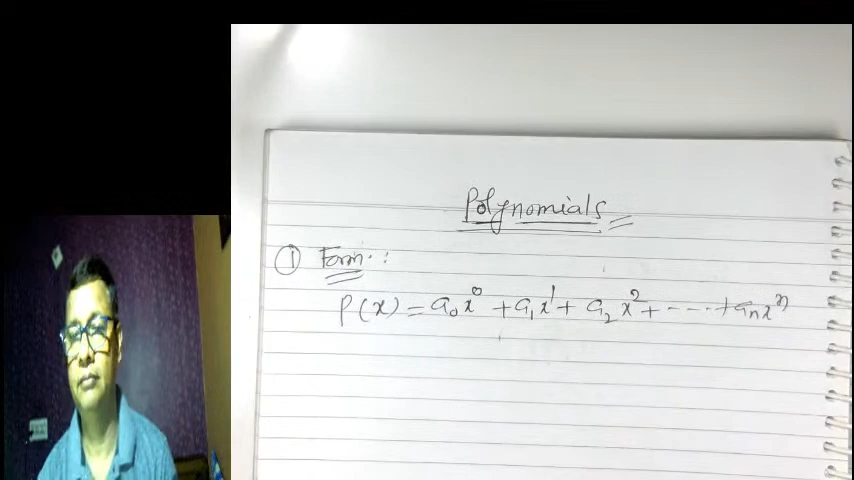 Polynomials
① Form:
P(x) = a₀x⁰ + a₁x¹ + a₂x² + ---- + aₙxⁿ